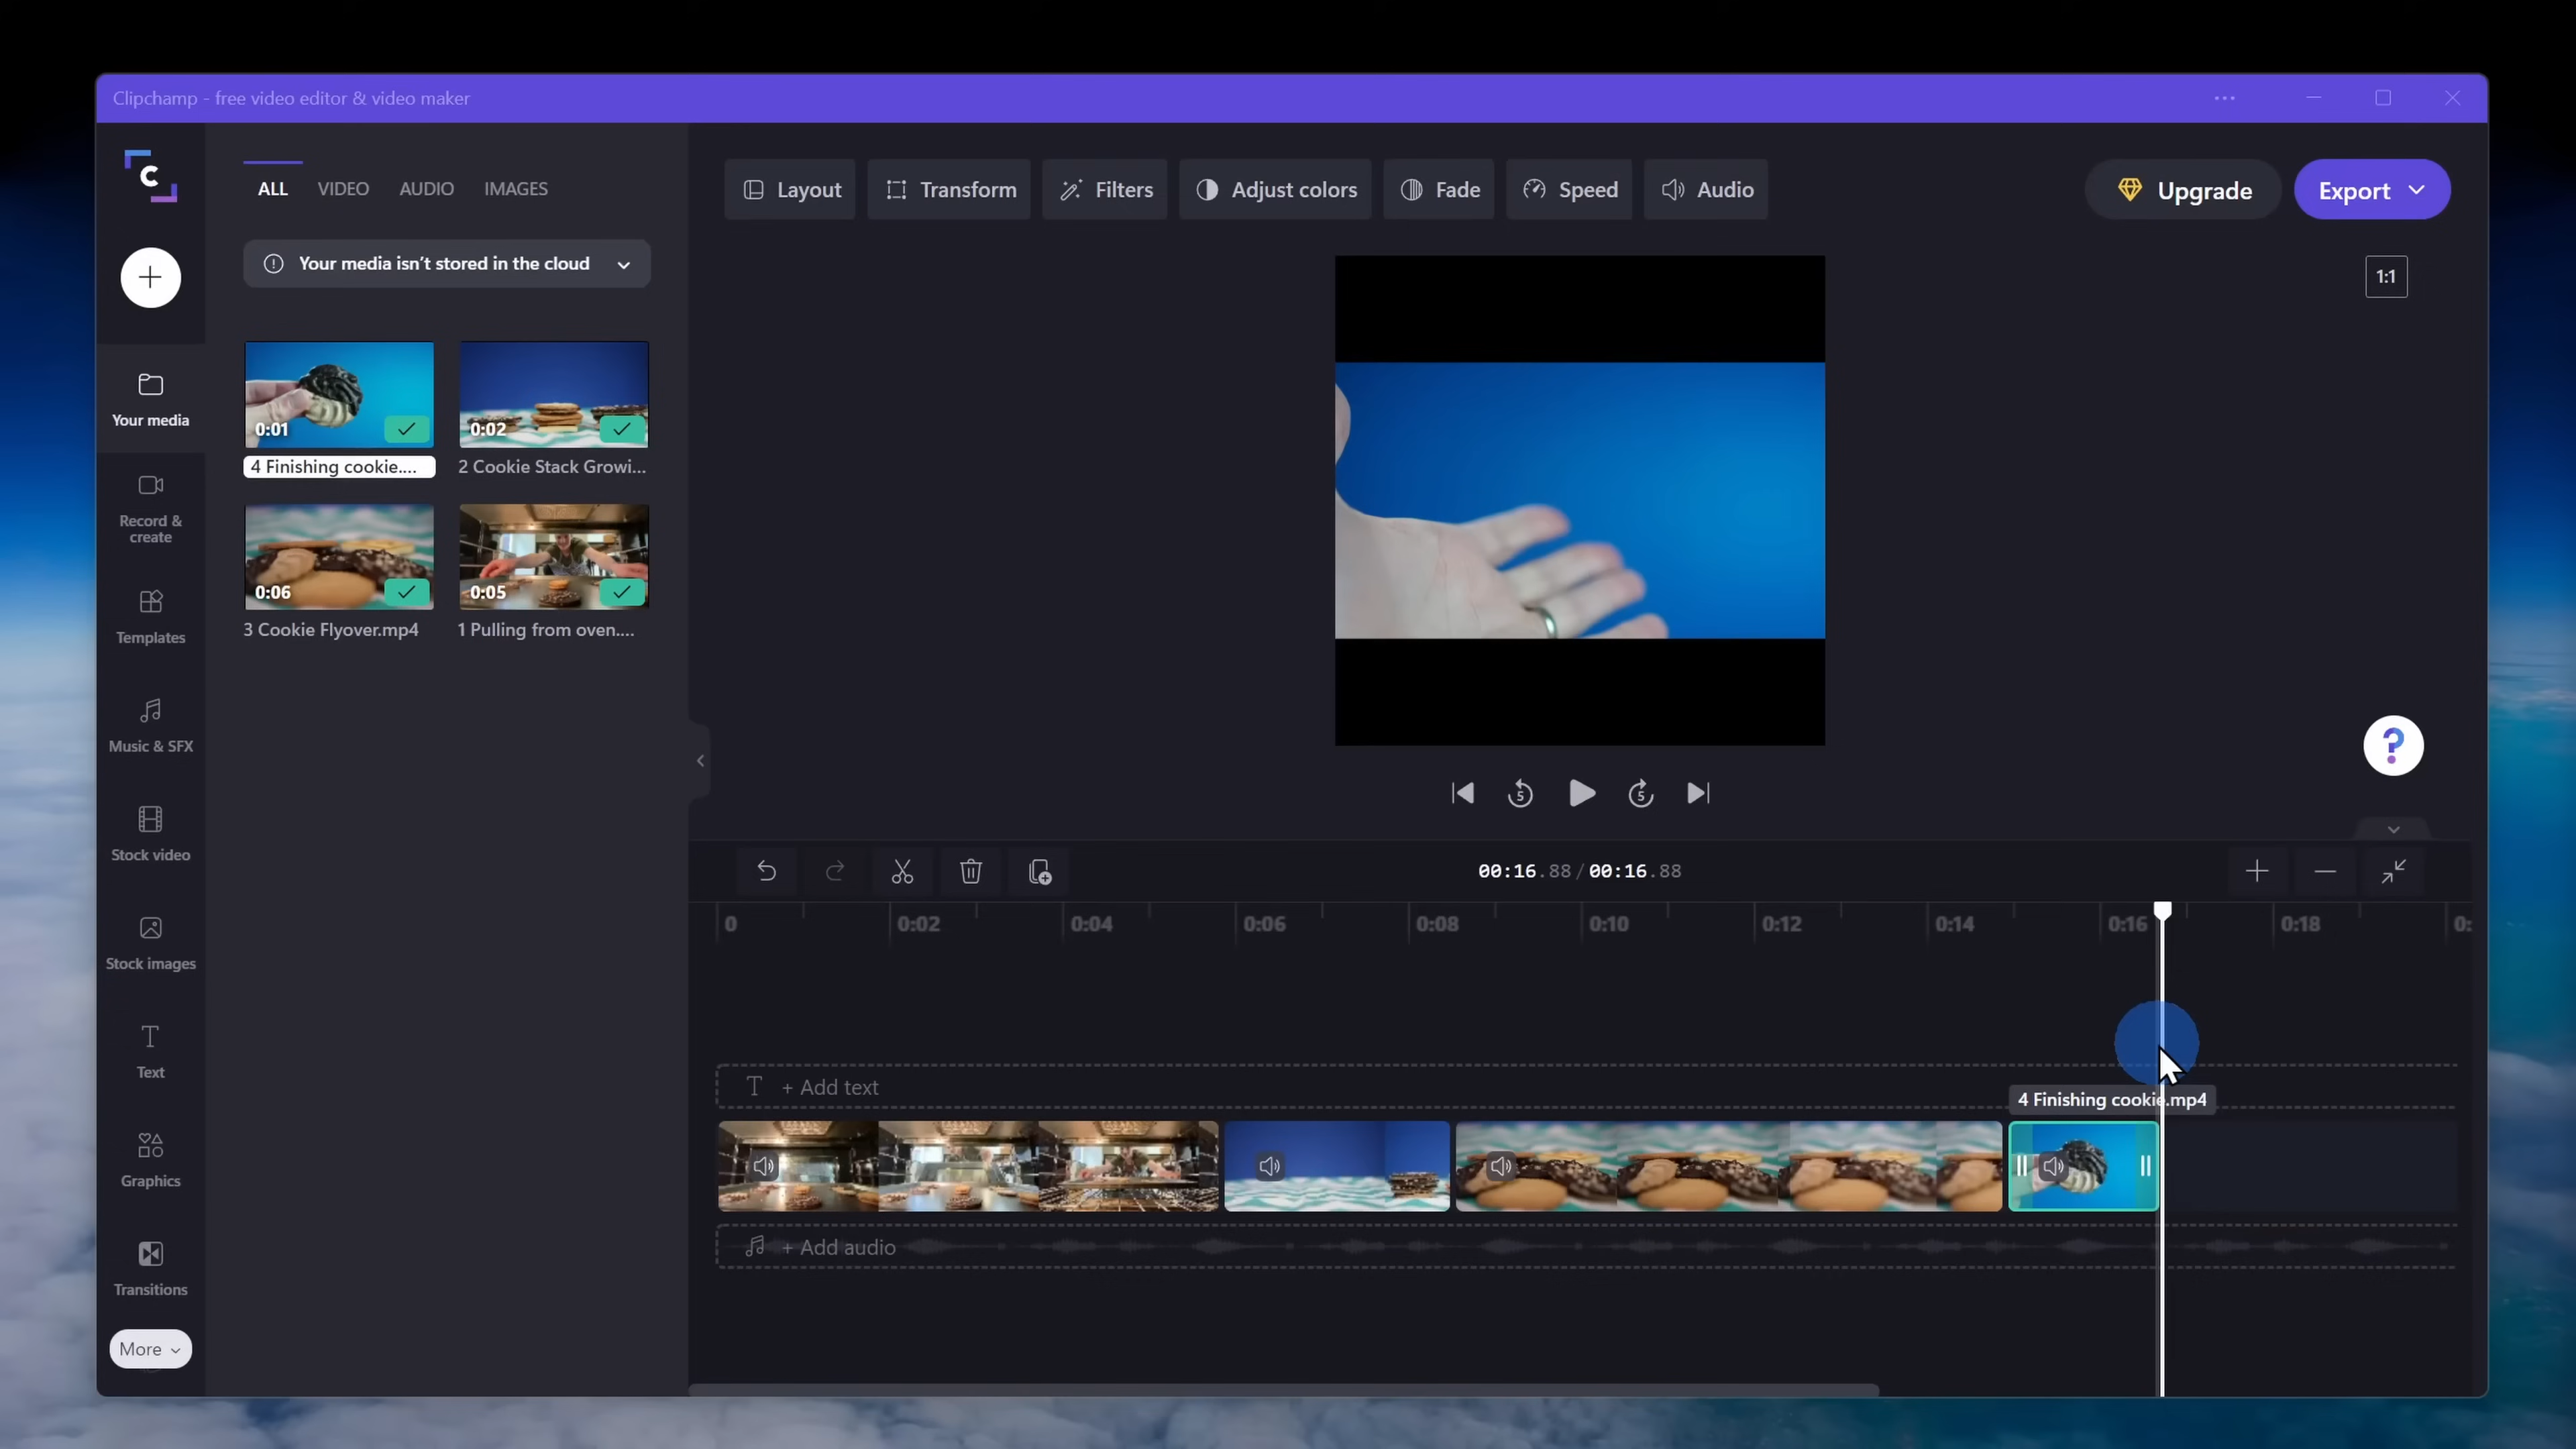 Clipchamp - free video editor & video maker
ALL VIDEO AUDIO IMAGES
Layout Transform Filters Adjust colors Fade Speed Audio
Upgrade Export
C
Your media isn't stored in the cloud
1:1
0:01
0:02
4 Finishing cookie....
2 Cookie Stack Growi...
0:06
0:05
3 Cookie Flyover.mp4
1 Pulling from oven....
Your media
Record &
create
Templates
Music & SFX
Stock video
Stock images
Text
Graphics
Transitions
More
?
5
5
00:16.88 / 00:16.88
0 0:02 0:04 0:06 0:08 0:10 0:12 0:14 0:16 0:18 0:
T + Add text
4 Finishing cookie.mp4
+ Add audio